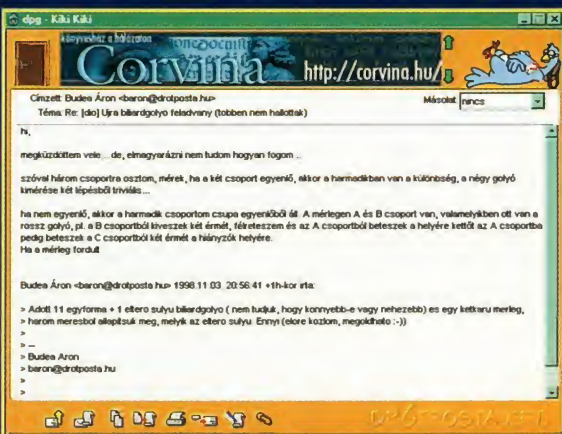 dpg - Kiki Kiki
könyveshaz a hálózaton
Corvina
http://corvina.hu/
Címzett: Budea Áron <baron@drotposta.hu>
Másolat: nincs
Téma: Re: [dio] Ujra biliardgolyo feladvany (tobben nem hallottak)
hi,
megküzdöttem vele ... de, elmagyarázni nem tudom hogyan fogom ...
szóval három csoportra osztom, mérek, ha a két csoport egyenlő, akkor a harmadikban van a különbség, a négy golyó
kimérése két lépésből triviális...
ha nem egyenlő, akkor a harmadik csoportom csupa egyenlőből áll. A mérlegen A és B csoport van, valamelyikben ott van a
rossz golyó, pl. a B csoportból kiveszek két érmét, félreteszem és az A csoportból beteszek a helyére kettőt az A csoportba
pedig beteszek a C csoportból két érmét a hiányzók helyére.
Ha a mérleg fordult
Budea Áron <baron@drotposta.hu> 1998.11.03. 20:56:41 +1h-kor írta:
> Adott 11 egyforma + 1 eltero sulyu biliardgolyo ( nem tudjuk, hogy konnyebb-e vagy nehezebb) es egy ketkaru merleg,
> harom meresbol allapitsuk meg, melyik az eltero sulyu. Ennyi (elore kozlom, megoldhato :-))
>
> --
> Budea Aron
> baron@drotposta.hu
>
>
DRÓTPOSTA KFT.